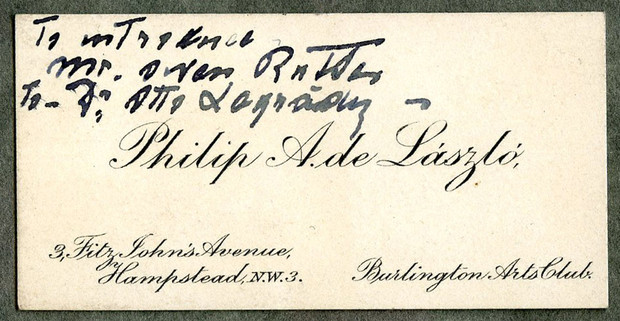 To introduce
Mr. Owen Rutter
to Dr Otto Légrády –
Philip A. de László,
3, Fitz John's Avenue,
Hampstead, N.W.3.
Burlington Arts Club.